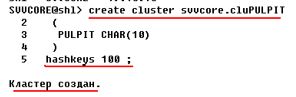 SVVCORE@sh1> create cluster svvcore.cluPULPIT
2 (
3 PULPIT CHAR(10)
4 )
5 hashkeys 100 ;
Кластер создан.